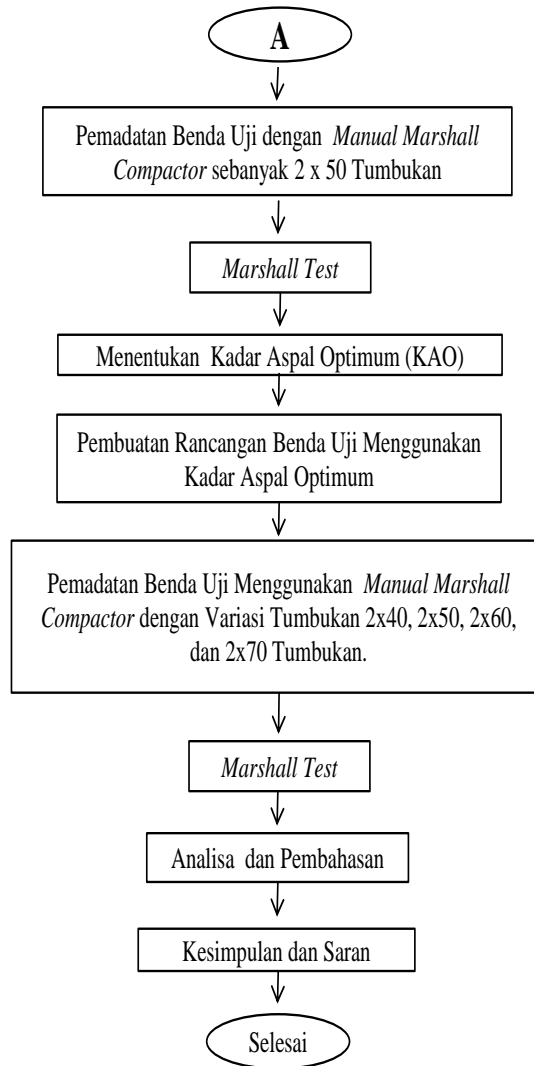 A
Pemadatan Benda Uji dengan Manual Marshall
Compactor sebanyak 2 x 50 Tumbukan
Marshall Test
Menentukan Kadar Aspal Optimum (KAO)
Pembuatan Rancangan Benda Uji Menggunakan
Kadar Aspal Optimum
Pemadatan Benda Uji Menggunakan Manual Marshall
Compactor dengan Variasi Tumbukan 2x40, 2x50, 2x60,
dan 2x70 Tumbukan.
Marshall Test
Analisa dan Pembahasan
Kesimpulan dan Saran
Selesai